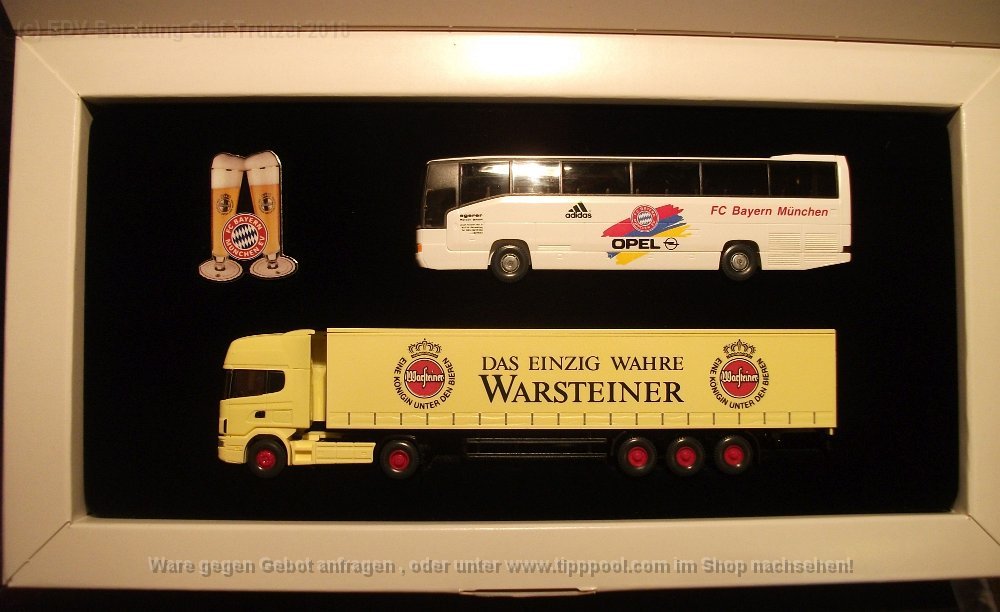 (c) EDV-Beratung Olaf Trutzel 2010
FC BAYERN
MÜNCHEN EV
egerer
adidas
OPEL
FC Bayern München
EINE KÖNIGIN UNTER DEN BIEREN
Warsteiner
DAS EINZIG WAHRE
WARSTEINER
EINE KÖNIGIN UNTER DEN BIEREN
Warsteiner
Ware gegen Gebot anfragen , oder unter www.tipppool.com im Shop nachsehen!